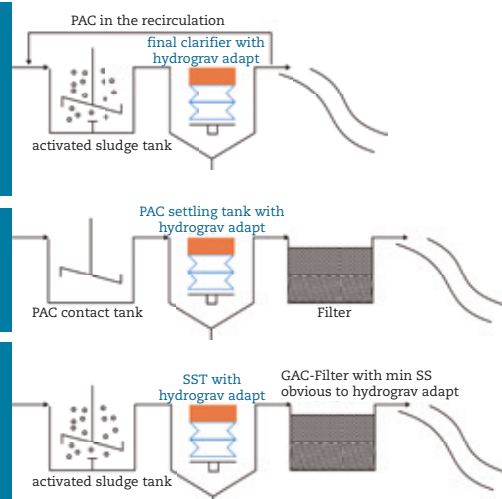 PAC in the recirculation
final clarifier with
hydrograv adapt
activated sludge tank
PAC settling tank with
hydrograv adapt
PAC contact tank
Filter
SST with
hydrograv adapt
GAC-Filter with min SS
obvious to hydrograv adapt
activated sludge tank